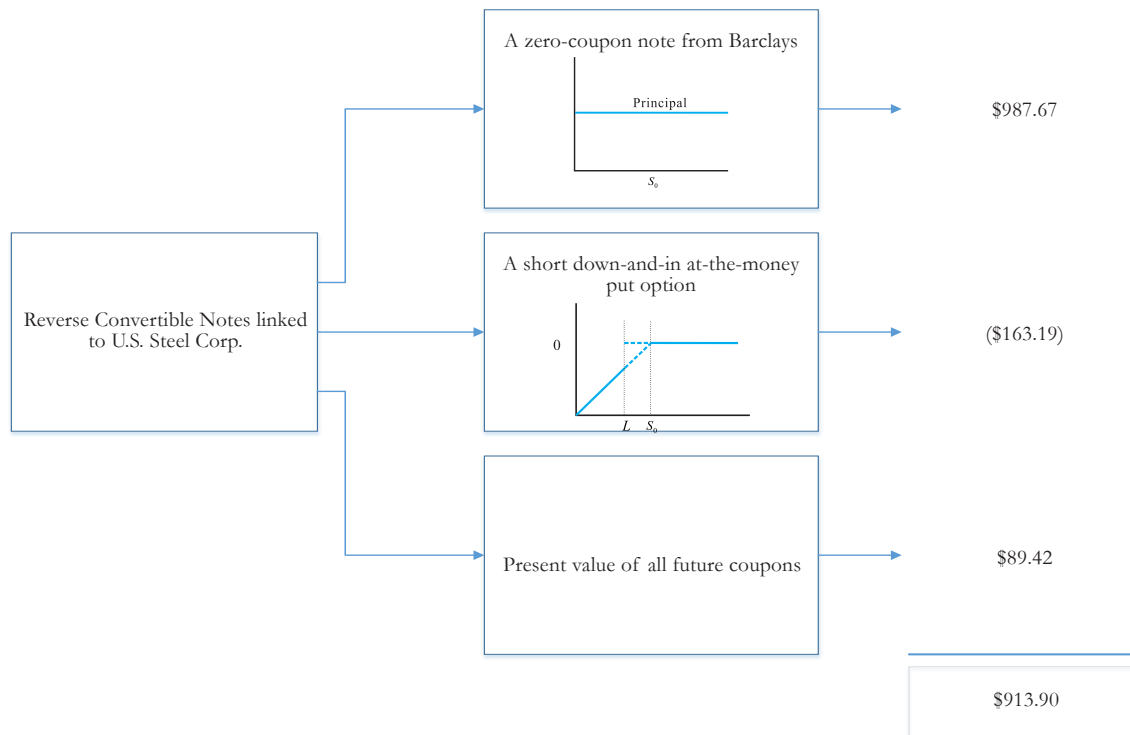 A zero-coupon note from Barclays
Principal
S₀
$987.67
Reverse Convertible Notes linked
to U.S. Steel Corp.
A short down-and-in at-the-money
put option
0
L S₀
($163.19)
Present value of all future coupons
$89.42
$913.90